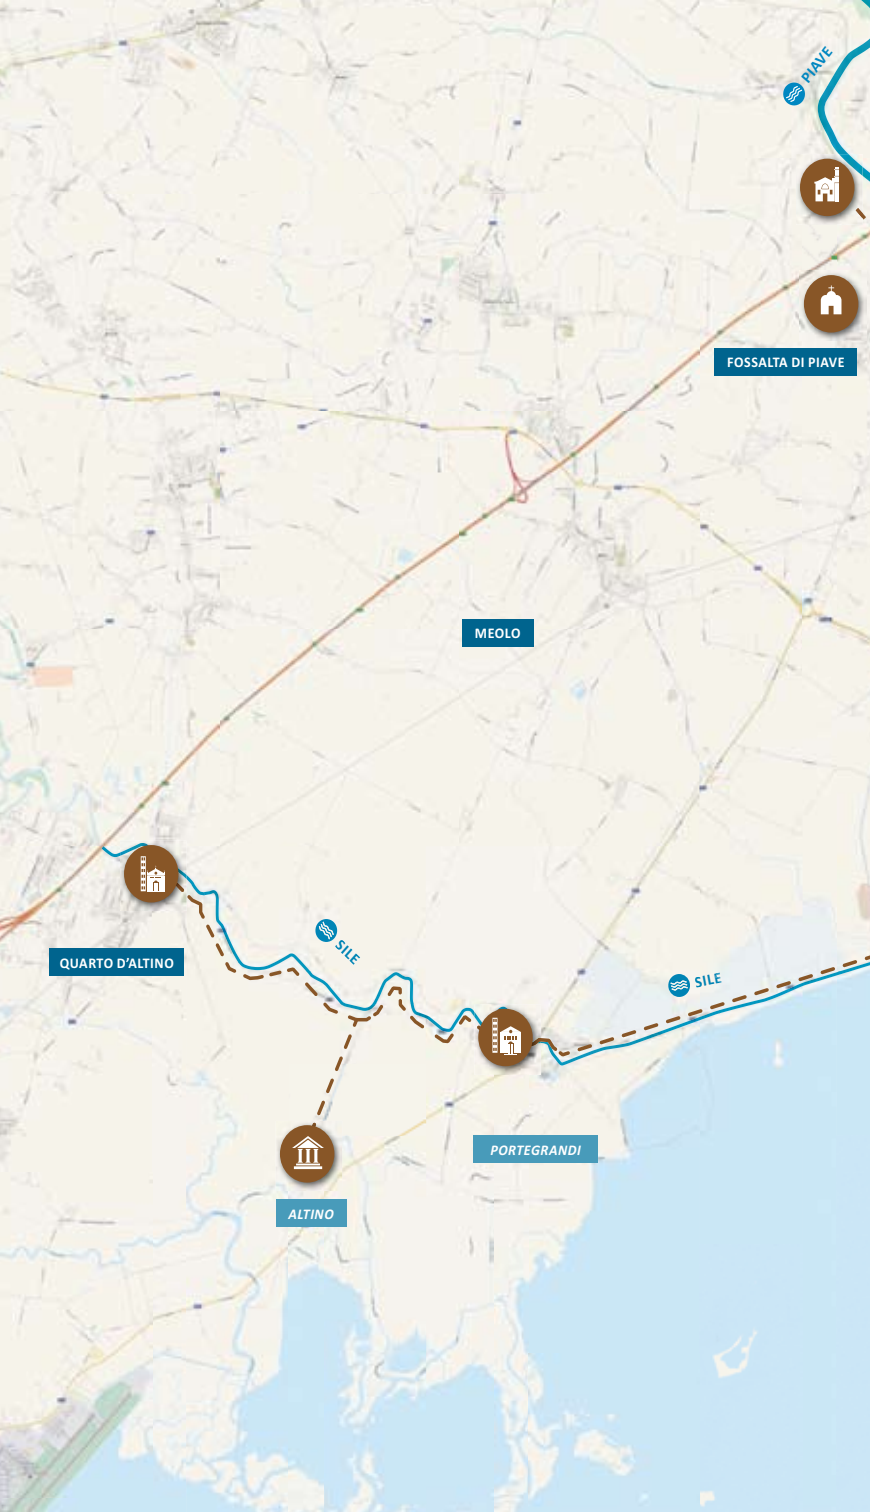 PIAVE
FOSSALTA DI PIAVE
MEOLO
QUARTO D'ALTINO
SILE
SILE
PORTEGRANDI
ALTINO